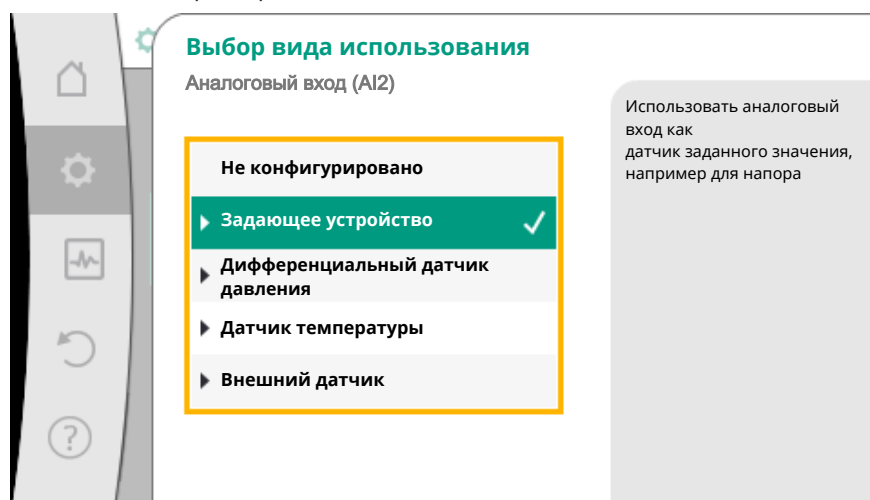 Выбор вида использования
Аналоговый вход (AI2)
Использовать аналоговый
вход как
датчик заданного значения,
например для напора
Не конфигурировано
Задающее устройство
Дифференциальный датчик
давления
Датчик температуры
Внешний датчик
?